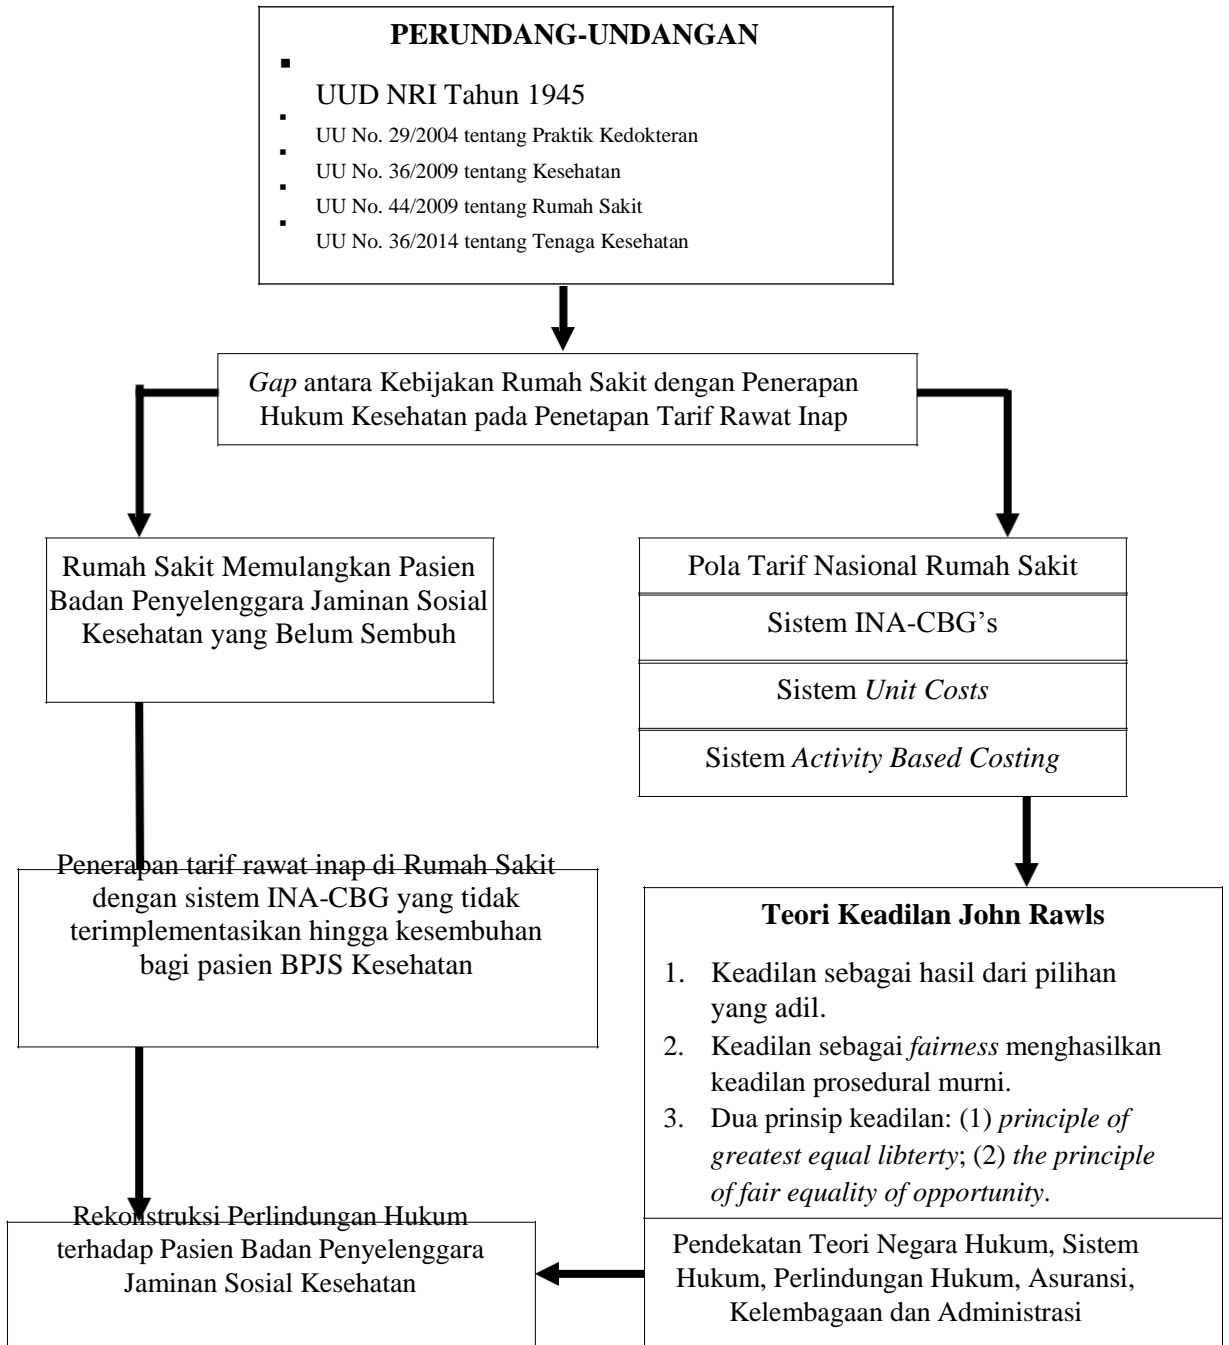 PERUNDANG-UNDANGAN
▪
UUD NRI Tahun 1945
▪
UU No. 29/2004 tentang Praktik Kedokteran
▪
UU No. 36/2009 tentang Kesehatan
▪
UU No. 44/2009 tentang Rumah Sakit
▪
UU No. 36/2014 tentang Tenaga Kesehatan
Gap antara Kebijakan Rumah Sakit dengan Penerapan
Hukum Kesehatan pada Penetapan Tarif Rawat Inap
Rumah Sakit Memulangkan Pasien
Badan Penyelenggara Jaminan Sosial
Kesehatan yang Belum Sembuh
Pola Tarif Nasional Rumah Sakit
Sistem INA-CBG’s
Sistem Unit Costs
Sistem Activity Based Costing
Penerapan tarif rawat inap di Rumah Sakit
dengan sistem INA-CBG yang tidak
terimplementasikan hingga kesembuhan
bagi pasien BPJS Kesehatan
Teori Keadilan John Rawls
1. Keadilan sebagai hasil dari pilihan
yang adil.
2. Keadilan sebagai fairness menghasilkan
keadilan prosedural murni.
3. Dua prinsip keadilan: (1) principle of
greatest equal libterty; (2) the principle
of fair equality of opportunity.
Rekonstruksi Perlindungan Hukum
terhadap Pasien Badan Penyelenggara
Jaminan Sosial Kesehatan
Pendekatan Teori Negara Hukum, Sistem
Hukum, Perlindungan Hukum, Asuransi,
Kelembagaan dan Administrasi